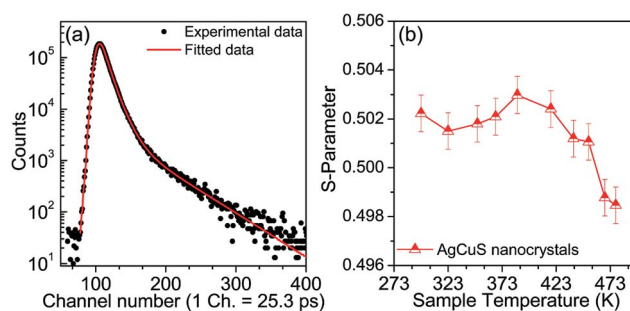 (a)
Experimental data
Fitted data
Counts
10^5
10^4
10^3
10^2
10^1
100 200 300 400
Channel number (1 Ch. = 25.3 ps)
(b)
S-Parameter
0.506
0.504
0.502
0.500
0.498
0.496
AgCuS nanocrystals
273 323 373 423 473
Sample Temperature (K)